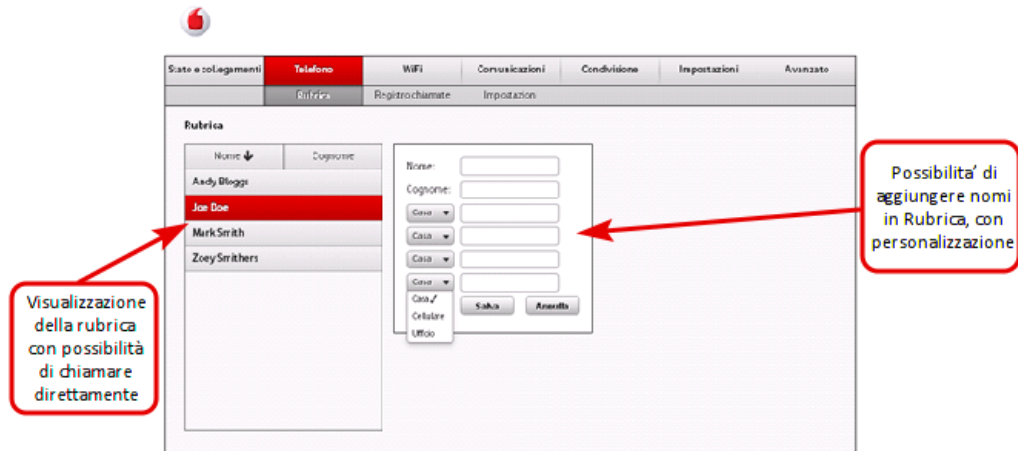 Stato e collegamenti Telefono WiFi Comunicazioni Condivisione Impostazioni Avanzate
Rubrica Registro chiamate Impostazioni
Rubrica
Nome Cognome
Andy Bloggs
Joe Doe
Mark Smith
Zoey Smithers
Nome:
Cognome:
Casa
Casa
Casa
Casa
Casa
Cellulare
Ufficio
Salva Annulla
Possibilita’ di
aggiungere nomi
in Rubrica, con
personalizzazione
Visualizzazione
della rubrica
con possibilità
di chiamare
direttamente